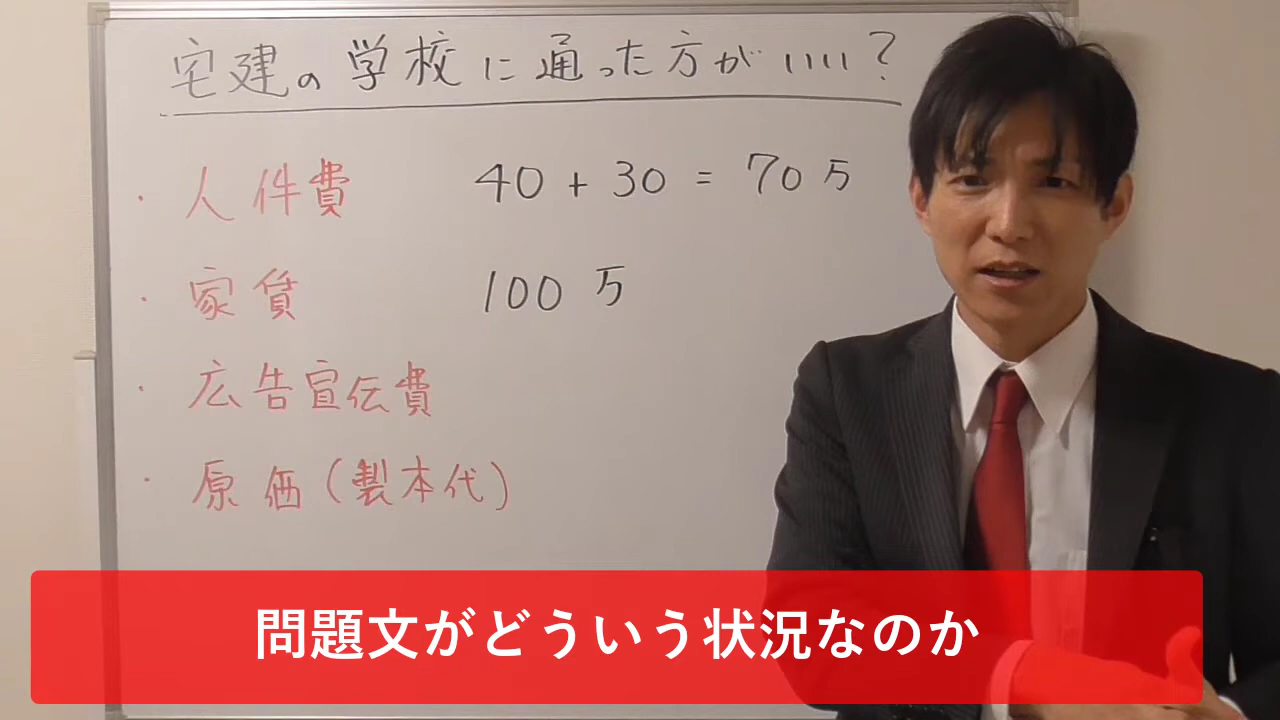 宅建の学校に通った方がいい?
・人件費 40 + 30 = 70万
・家賃 100万
・広告宣伝費
・原価(製本代)
問題文がどういう状況なのか